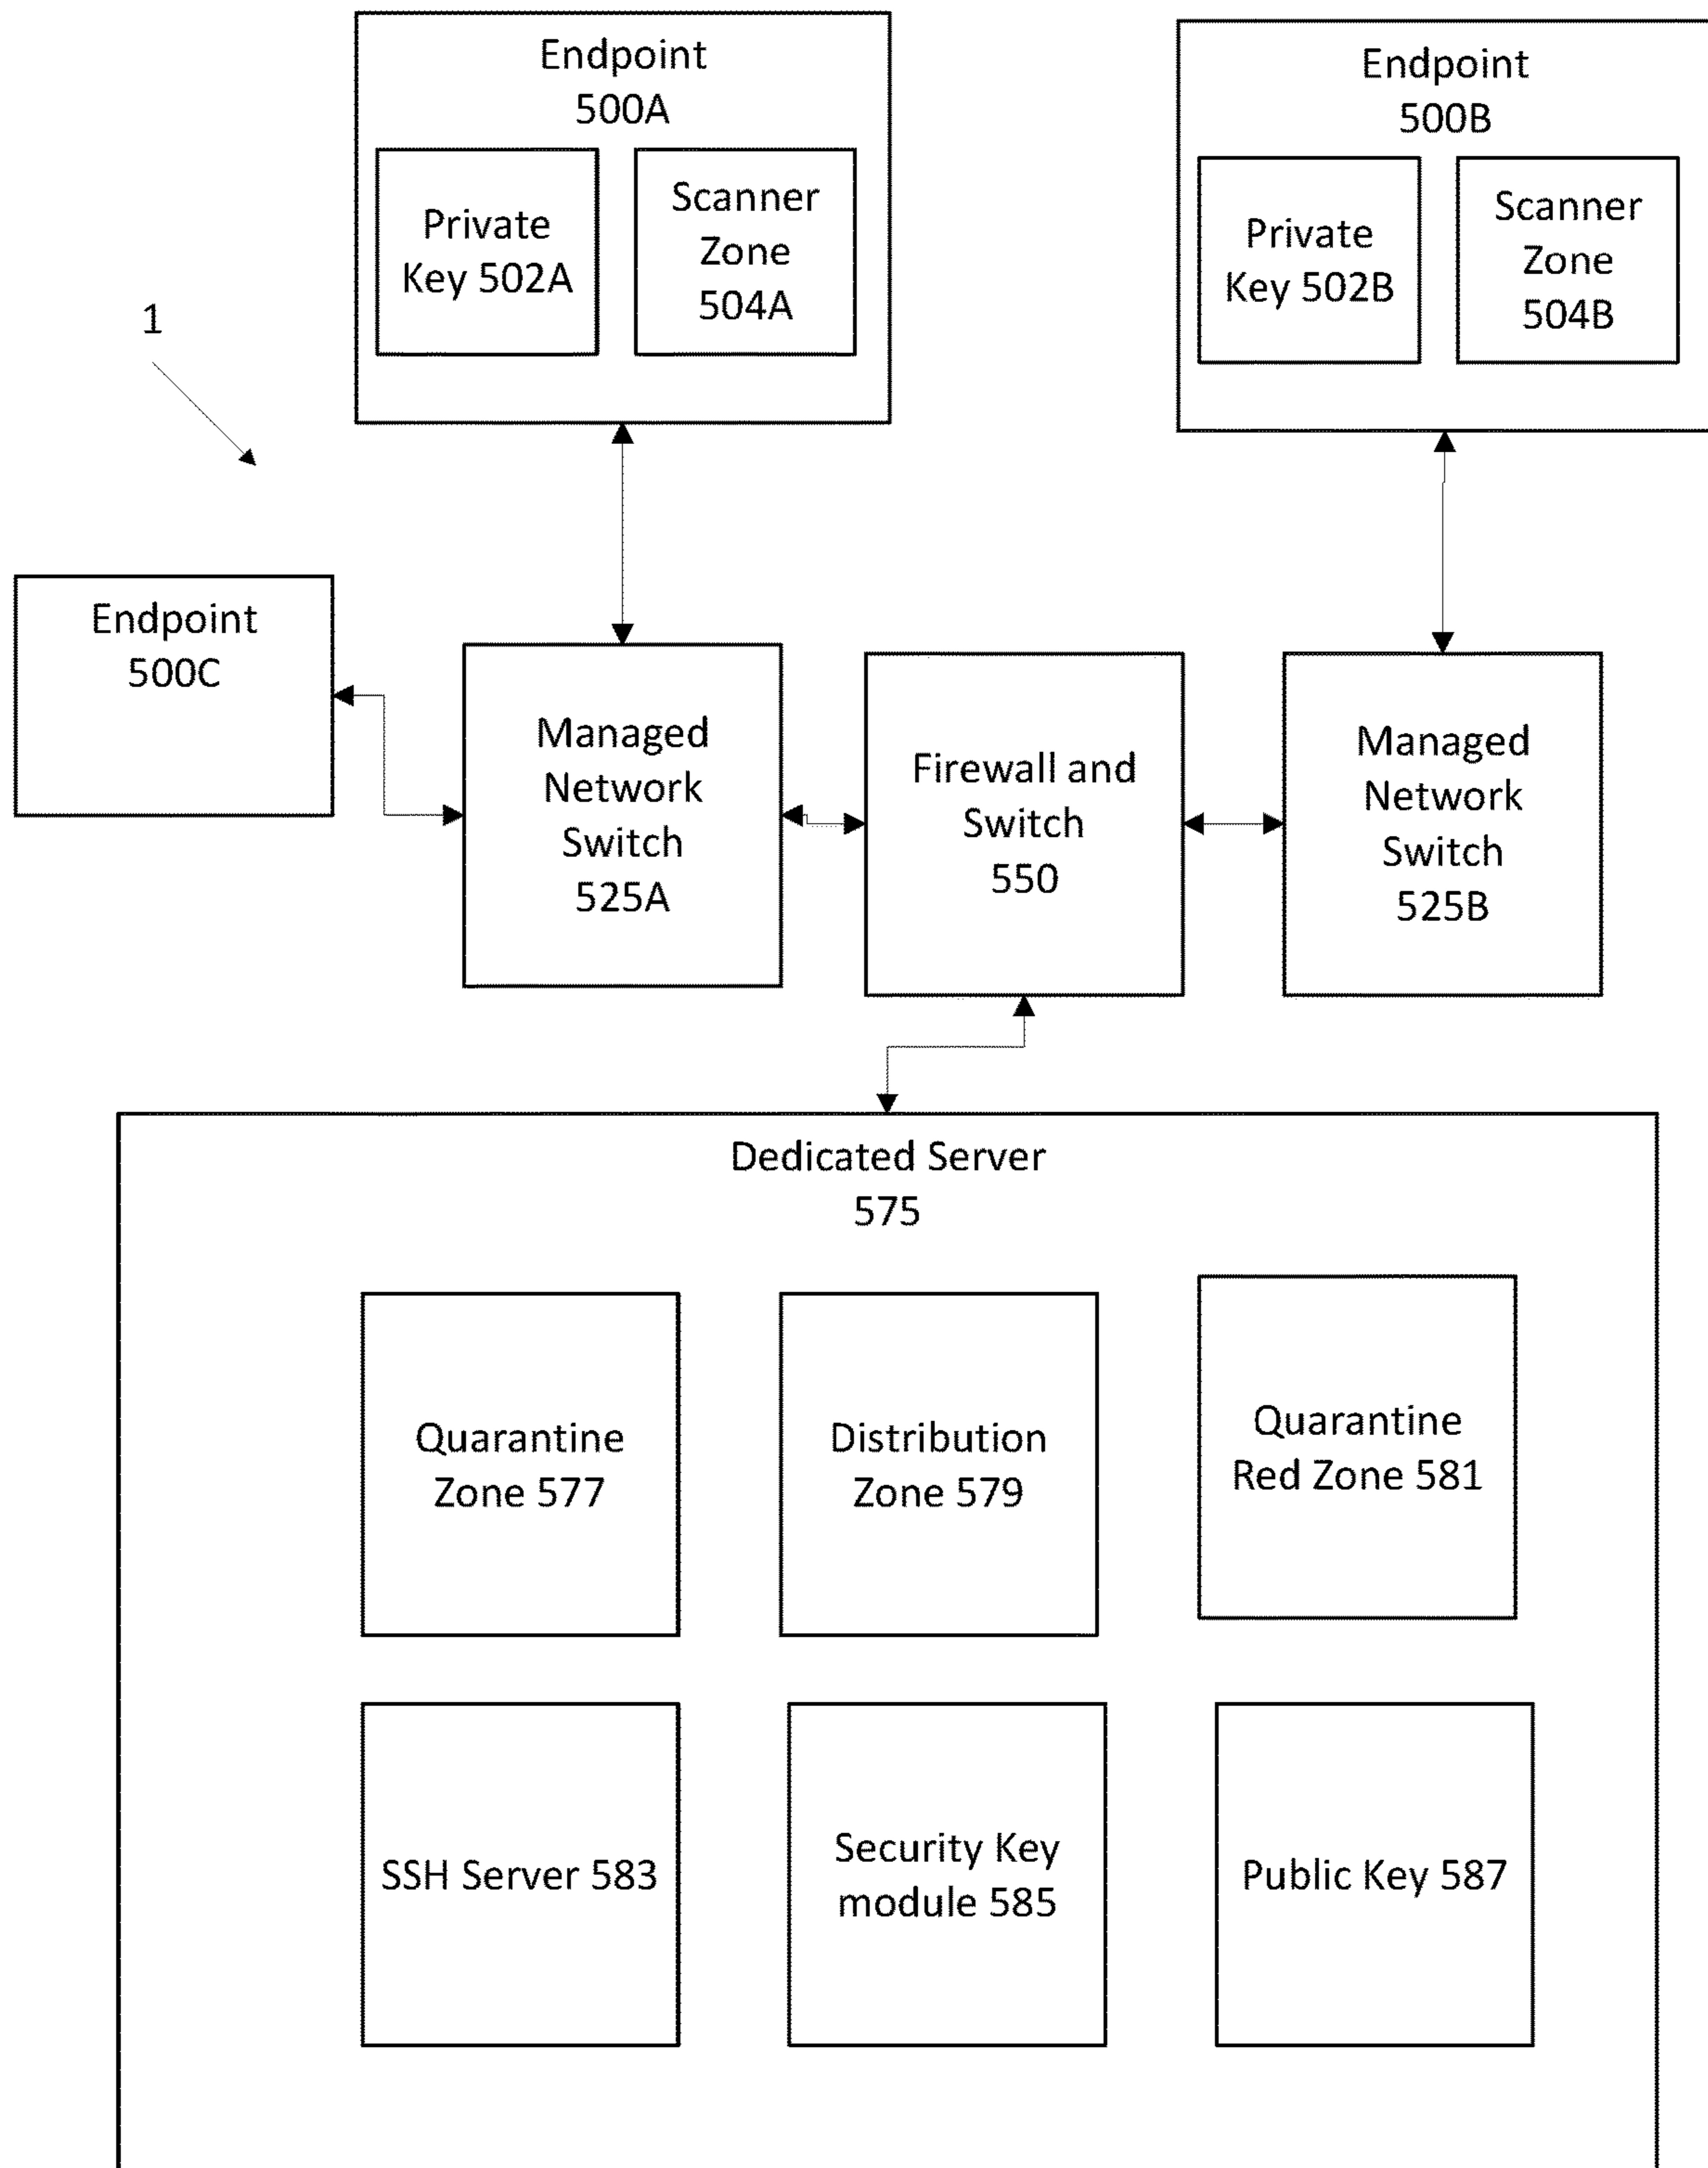 Endpoint
500A
Private
Key 502A
Scanner
Zone
504A
Endpoint
500B
Private
Key 502B
Scanner
Zone
504B
1
Endpoint
500C
Managed
Network
Switch
525A
Firewall and
Switch
550
Managed
Network
Switch
525B
Dedicated Server
575
Quarantine
Zone 577
Distribution
Zone 579
Quarantine
Red Zone 581
SSH Server 583
Security Key
module 585
Public Key 587